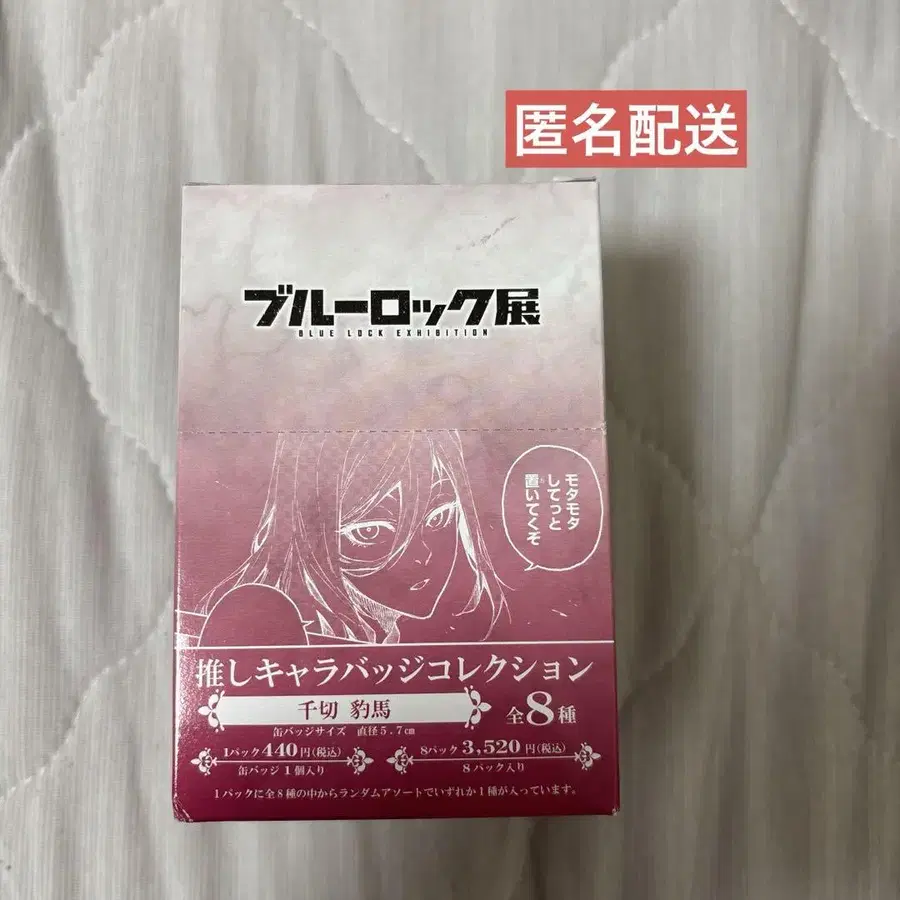 匿名配送
ブルーロック展
BLUE LOCK EXHIBITION
モタモタ
してっと
置いてくぞ
推しキャラバッジコレクション
千切 豹馬
全8種
缶バッジサイズ 直径5.7cm
1パック440円(税込)
缶バッジ1個入り
8パック3,520円(税込)
8パック入り
1パックに全8種の中からランダムアソートでいずれか1種が入っています。